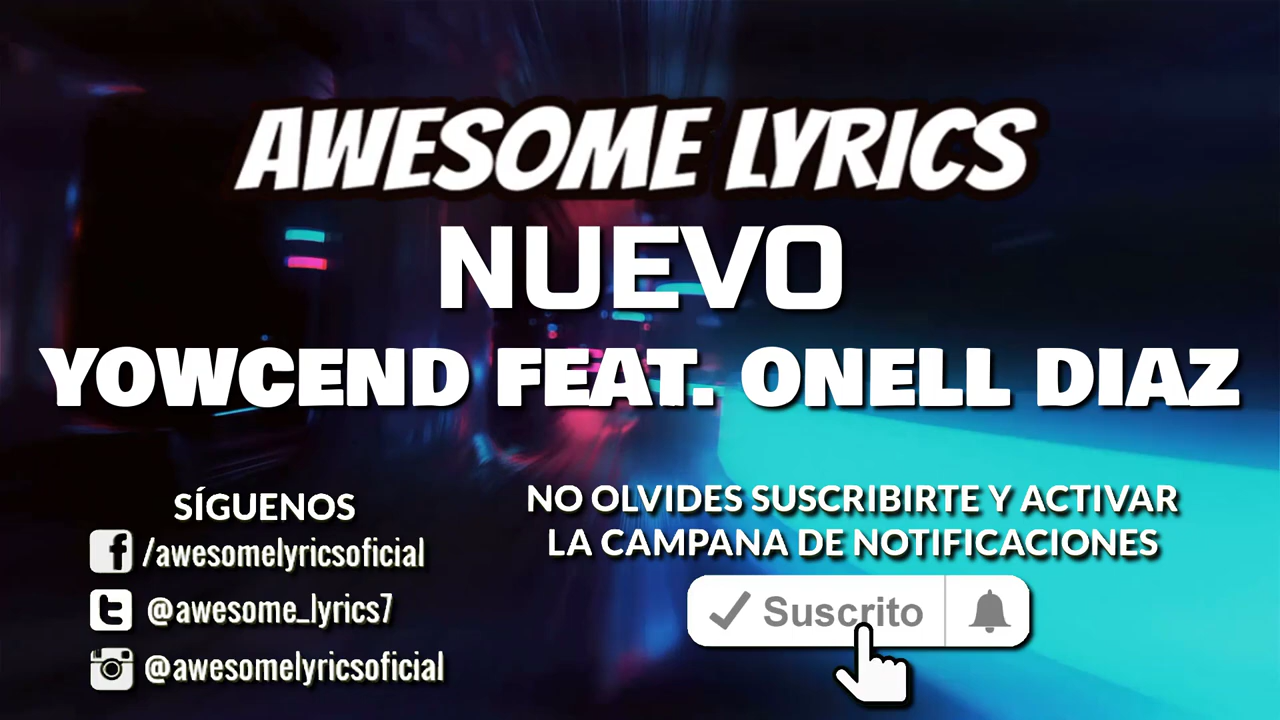 AWESOME LYRICS
NUEVO
YOWCEND FEAT. ONELL DIAZ
SÍGUENOS
/awesomelyricsoficial
@awesome_lyrics7
@awesomelyricsoficial
NO OLVIDES SUSCRIBIRTE Y ACTIVAR
LA CAMPANA DE NOTIFICACIONES
Suscrito